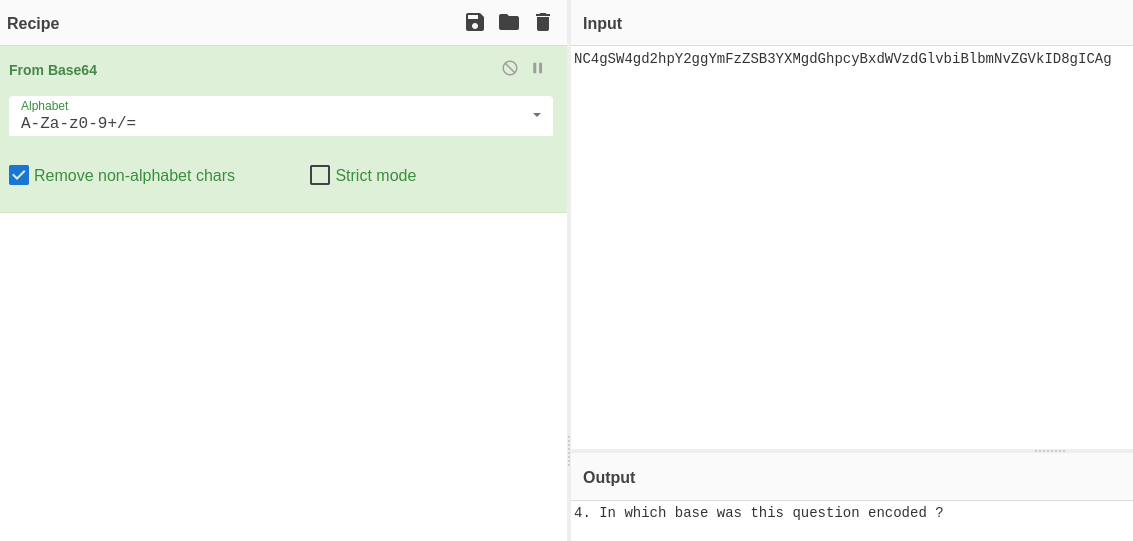 Recipe
From Base64
Alphabet
A-Za-z0-9+/=
Remove non-alphabet chars
Strict mode
Input
NC4gSW4gd2hpY2ggYmFzZSB3YXMgdGhpcyBxdWVzdGlvbiBlbmNvZGVkID8gICAg
Output
4. In which base was this question encoded ?